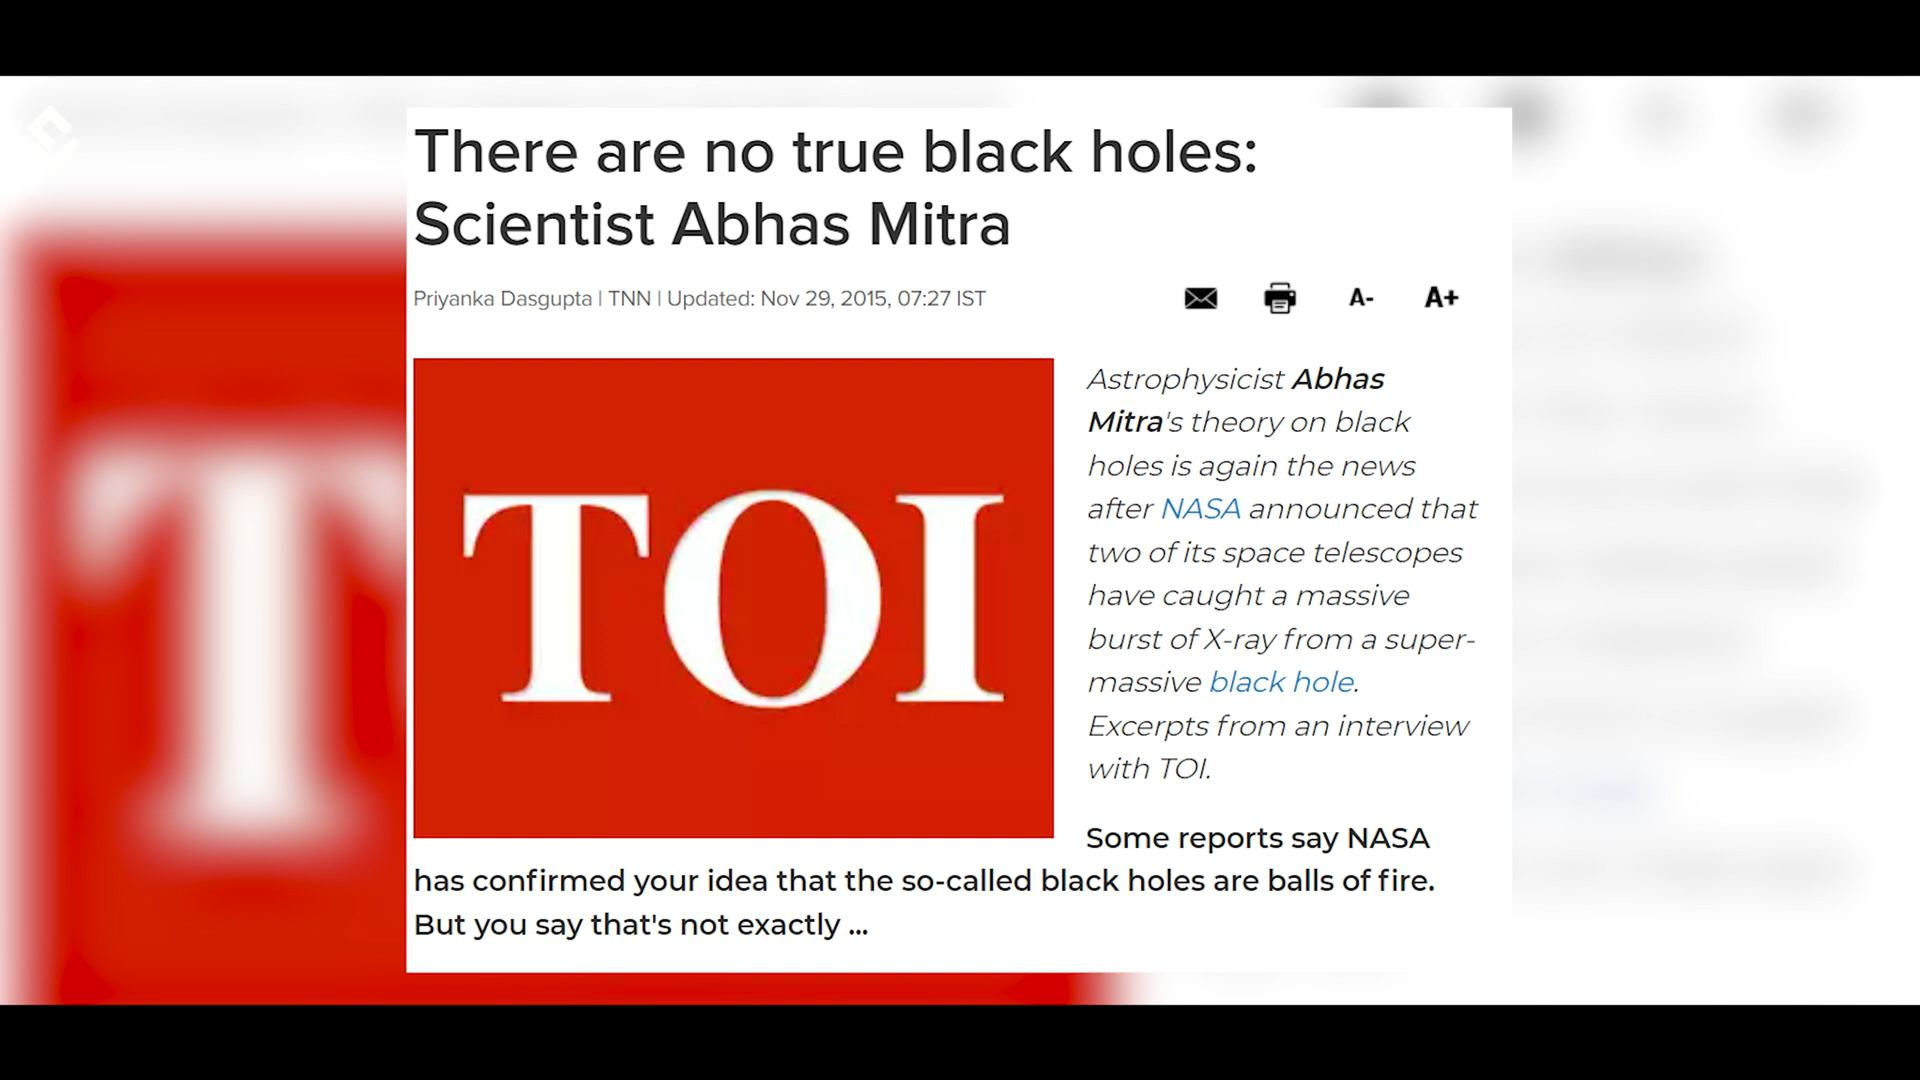 There are no true black holes:
Scientist Abhas Mitra
Priyanka Dasgupta | TNN | Updated: Nov 29, 2015, 07:27 IST
A- A+
TOI
Astrophysicist Abhas
Mitra's theory on black
holes is again the news
after NASA announced that
two of its space telescopes
have caught a massive
burst of X-ray from a super-
massive black hole.
Excerpts from an interview
with TOI.
Some reports say NASA
has confirmed your idea that the so-called black holes are balls of fire.
But you say that's not exactly ...